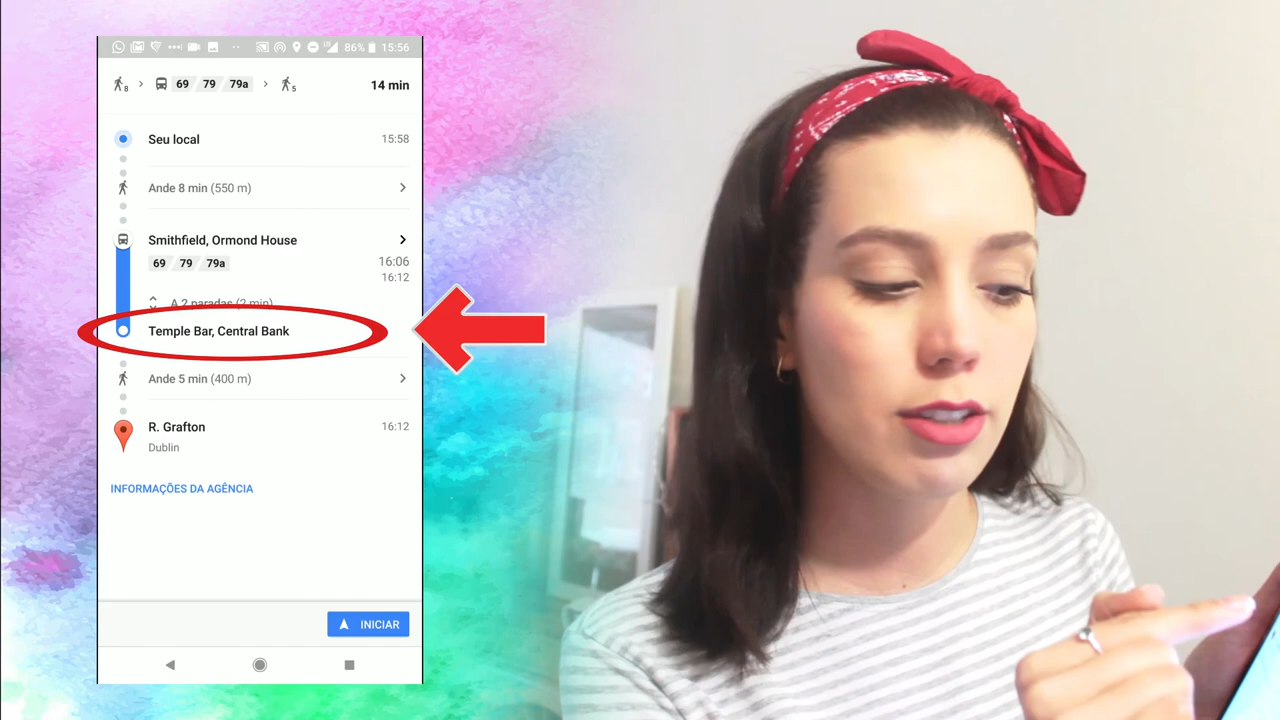 86% 15:56
8 69 79 79a 5 14 min
Seu local 15:58
Ande 8 min (550 m)
Smithfield, Ormond House
69 79 79a 16:06
16:12
A 2 paradas (2 min)
Temple Bar, Central Bank
Ande 5 min (400 m)
R. Grafton 16:12
Dublin
INFORMAÇÕES DA AGÊNCIA
INICIAR